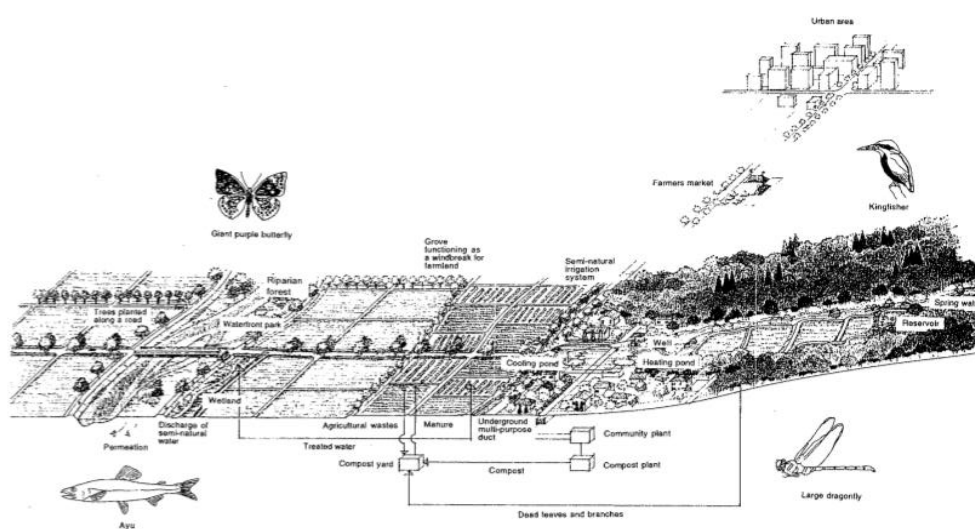 Urban area
Farmers market
Kingfisher
Giant purple butterfly
Grove
functioning as
a windbreak for
farmland
Semi-natural
irrigation
system
Riparian
forest
Trees planted
along a road
Waterfront park
Spring wat
Reservoir
Well
Cooling pond
Heating pond
Wetland
Discharge of
semi-natural
water
Permeation
Agricultural wastes
Manure
Underground
multi-purpose
duct
Community plant
Treated water
Compost yard
Compost
Compost plant
Dead leaves and branches
Large dragonfly
Ayu